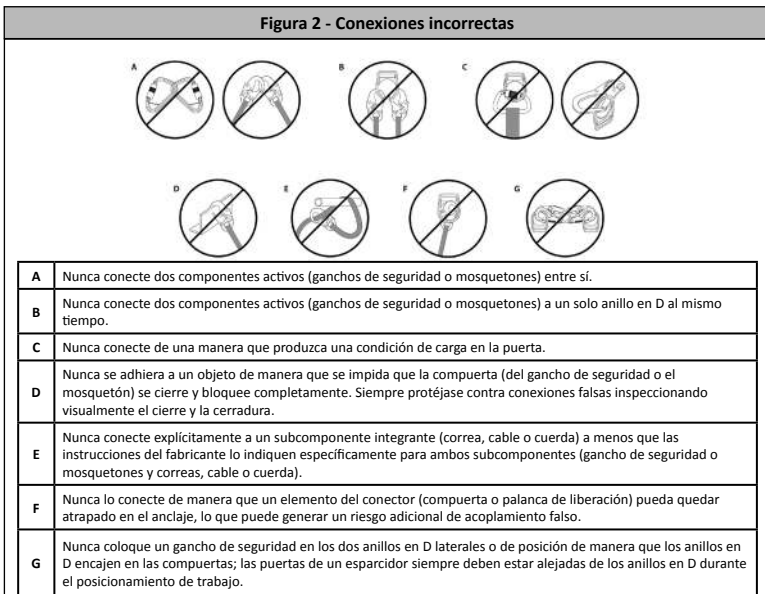 Figura 2 - Conexiones incorrectas
A
B
C
D
E
F
G
A Nunca conecte dos componentes activos (ganchos de seguridad o mosquetones) entre sí.
B Nunca conecte dos componentes activos (ganchos de seguridad o mosquetones) a un solo anillo en D al mismo
tiempo.
C Nunca conecte de una manera que produzca una condición de carga en la puerta.
D Nunca se adhiera a un objeto de manera que se impida que la compuerta (del gancho de seguridad o el
mosquetón) se cierre y bloquee completamente. Siempre protéjase contra conexiones falsas inspeccionando
visualmente el cierre y la cerradura.
E Nunca conecte explícitamente a un subcomponente integrante (correa, cable o cuerda) a menos que las
instrucciones del fabricante lo indiquen específicamente para ambos subcomponentes (gancho de seguridad o
mosquetones y correas, cable o cuerda).
F Nunca lo conecte de manera que un elemento del conector (compuerta o palanca de liberación) pueda quedar
atrapado en el anclaje, lo que puede generar un riesgo adicional de acoplamiento falso.
G Nunca coloque un gancho de seguridad en los dos anillos en D laterales o de posición de manera que los anillos en
D encajen en las compuertas; las puertas de un esparcidor siempre deben estar alejadas de los anillos en D durante
el posicionamiento de trabajo.